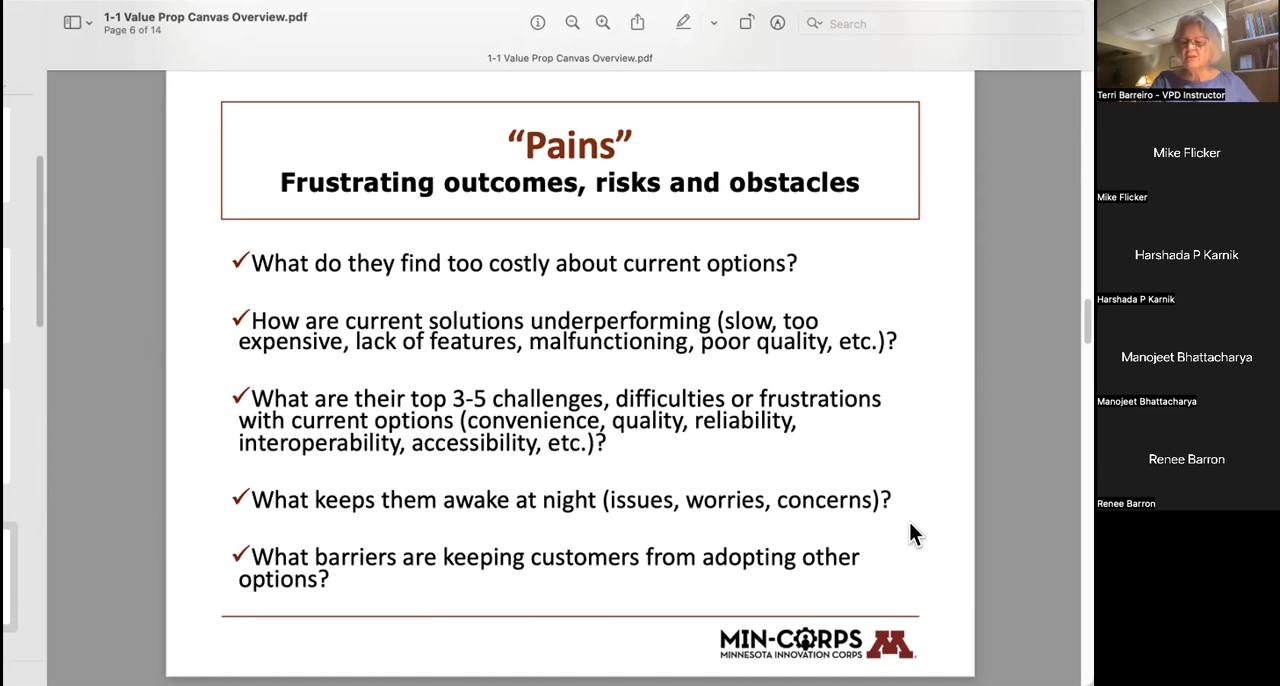 1-1 Value Prop Canvas Overview.pdf
Page 6 of 14
Search
1-1 Value Prop Canvas Overview.pdf
“Pains”
Frustrating outcomes, risks and obstacles
✓What do they find too costly about current options?
✓How are current solutions underperforming (slow, too
expensive, lack of features, malfunctioning, poor quality, etc.)?
✓What are their top 3-5 challenges, difficulties or frustrations
with current options (convenience, quality, reliability,
interoperability, accessibility, etc.)?
✓What keeps them awake at night (issues, worries, concerns)?
✓What barriers are keeping customers from adopting other
options?
MIN-CORPS
MINNESOTA INNOVATION CORPS
M
Terri Barreiro - VPD Instructor
Mike Flicker
Mike Flicker
Harshada P Karnik
Harshada P Karnik
Manojeet Bhattacharya
Manojeet Bhattacharya
Renee Barron
Renee Barron